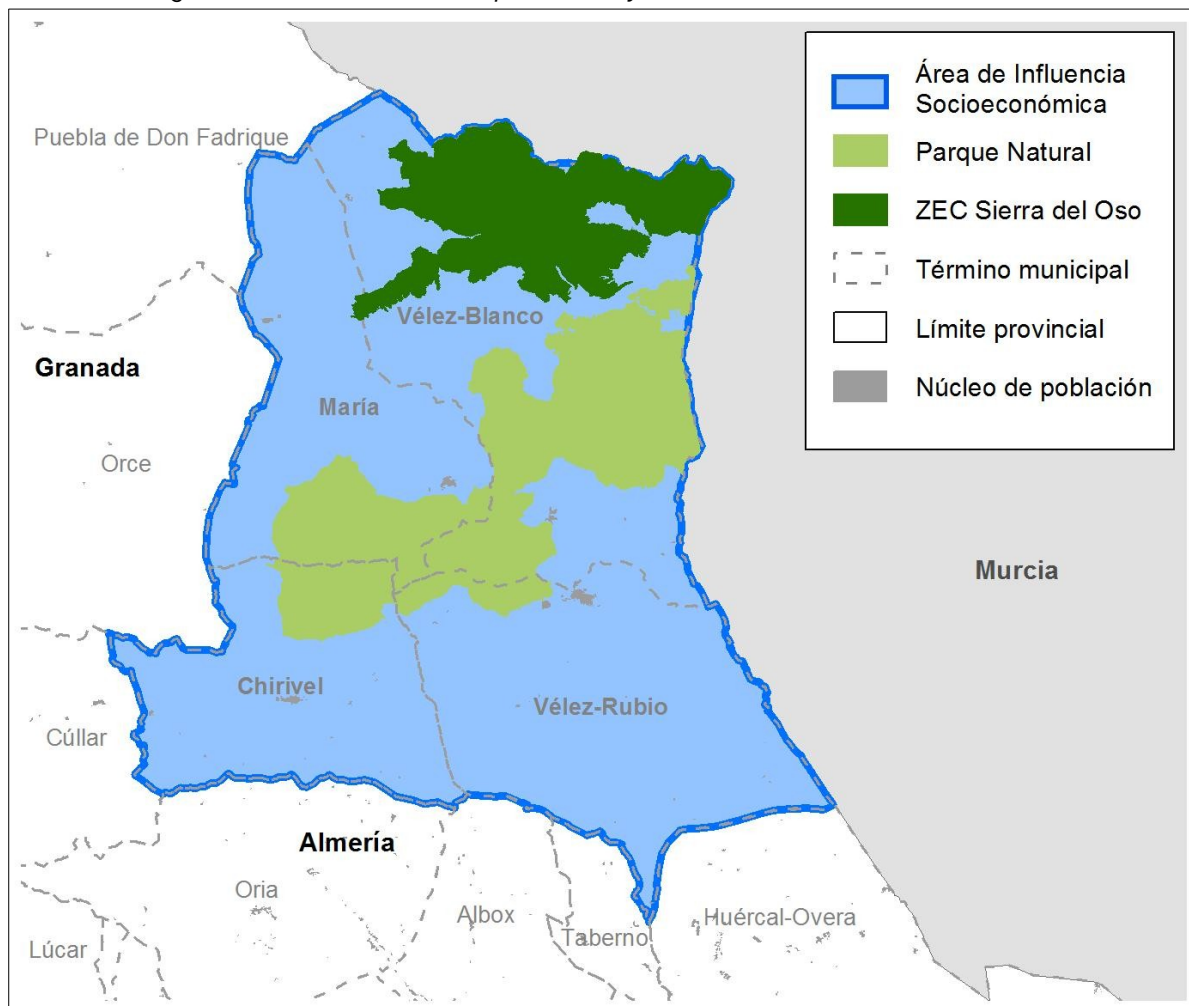 Área de Influencia
Socioeconómica
Parque Natural
ZEC Sierra del Oso
Término municipal
Límite provincial
Núcleo de población
Puebla de Don Fadrique
Vélez-Blanco
Granada
María
Orce
Murcia
Chirivel
Vélez-Rubio
Cúllar
Almería
Oria
Albox
Huércal-Overa
Taberno
Lúcar